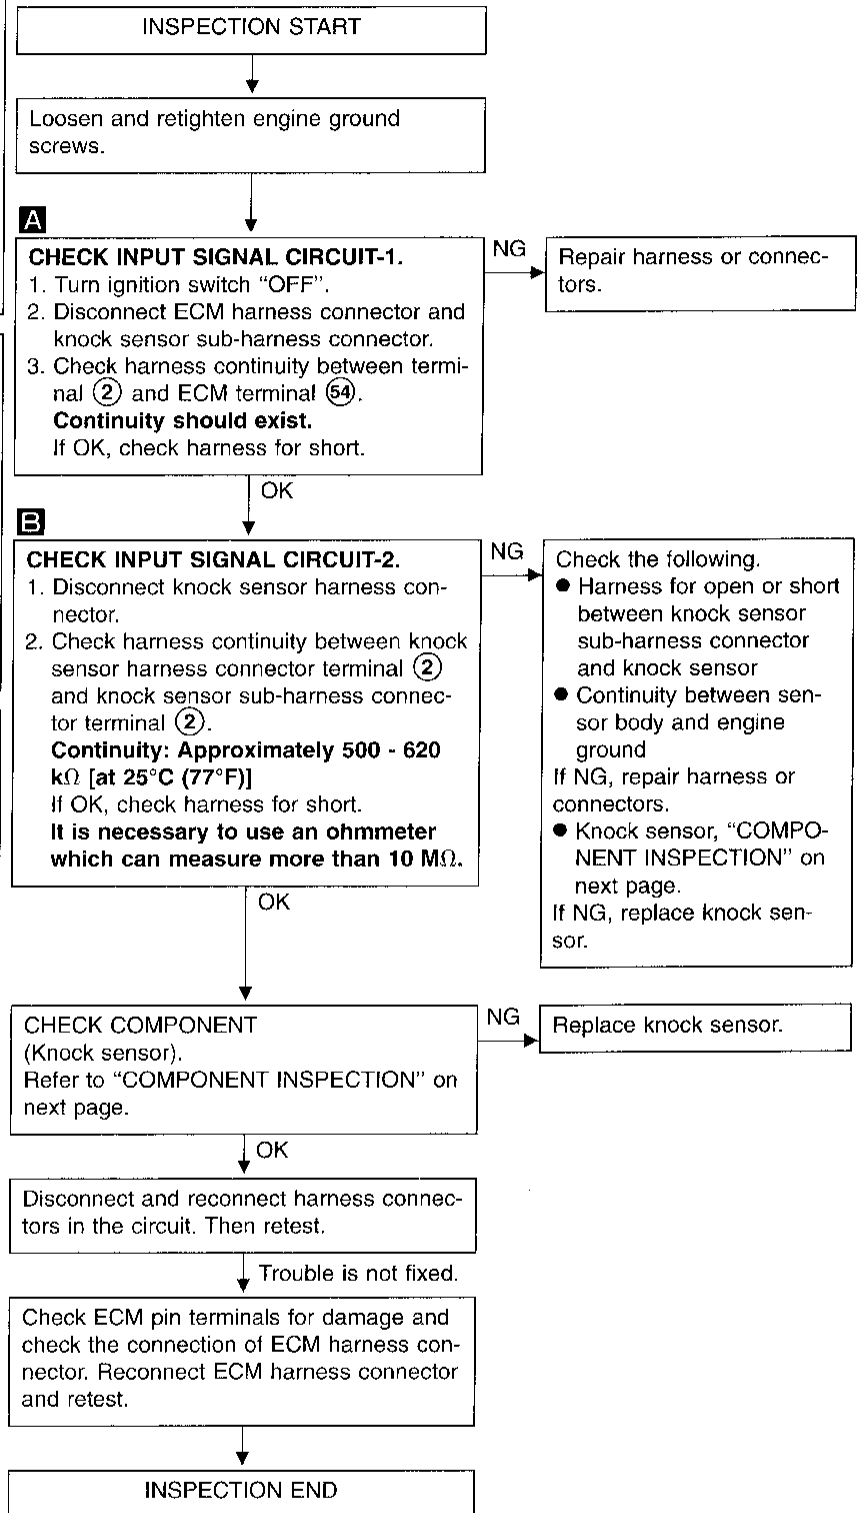 INSPECTION START
Loosen and retighten engine ground
screws.
A
CHECK INPUT SIGNAL CIRCUIT-1.
1. Turn ignition switch “OFF”.
2. Disconnect ECM harness connector and
knock sensor sub-harness connector.
3. Check harness continuity between termi-
nal ② and ECM terminal 54.
Continuity should exist.
If OK, check harness for short.
NG
Repair harness or connec-
tors.
OK
B
CHECK INPUT SIGNAL CIRCUIT-2.
1. Disconnect knock sensor harness con-
nector.
2. Check harness continuity between knock
sensor harness connector terminal ②
and knock sensor sub-harness connec-
tor terminal ②.
Continuity: Approximately 500 - 620
kΩ [at 25°C (77°F)]
If OK, check harness for short.
It is necessary to use an ohmmeter
which can measure more than 10 MΩ.
NG
Check the following.
● Harness for open or short
between knock sensor
sub-harness connector
and knock sensor
● Continuity between sen-
sor body and engine
ground
If NG, repair harness or
connectors.
● Knock sensor, “COMPO-
NENT INSPECTION” on
next page.
If NG, replace knock sen-
sor.
OK
CHECK COMPONENT
(Knock sensor).
Refer to “COMPONENT INSPECTION” on
next page.
NG
Replace knock sensor.
OK
Disconnect and reconnect harness connec-
tors in the circuit. Then retest.
Trouble is not fixed.
Check ECM pin terminals for damage and
check the connection of ECM harness con-
nector. Reconnect ECM harness connector
and retest.
INSPECTION END